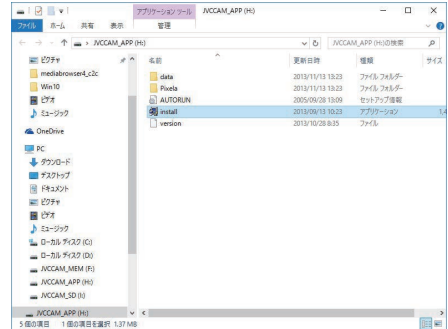 アプリケーション ツール JVCCAM_APP (H:)
ファイル ホーム 共有 表示 管理
JVCCAM_APP (H:) JVCCAM_APP (H:)の検索
名前 更新日時 種類 サイズ
ピクチャ
mediabrowser4_c2c
Win10
ビデオ
ミュージック
OneDrive
PC
ダウンロード
デスクトップ
ドキュメント
ピクチャ
ビデオ
ミュージック
ローカル ディスク (C:)
ローカル ディスク (D:)
JVCCAM_MEM (F:)
JVCCAM_APP (H:)
JVCCAM_SD (I:)
JVCCAM_APP (H:)
data 2013/11/13 13:23 ファイル フォルダー
Pixela 2013/11/13 13:23 ファイル フォルダー
AUTORUN 2005/09/28 13:09 セットアップ情報
install 2013/09/15 10:23 アプリケーション 1,4
version 2013/10/28 8:35 ファイル
5 個の項目 1 個の項目を選択 1.37 MB